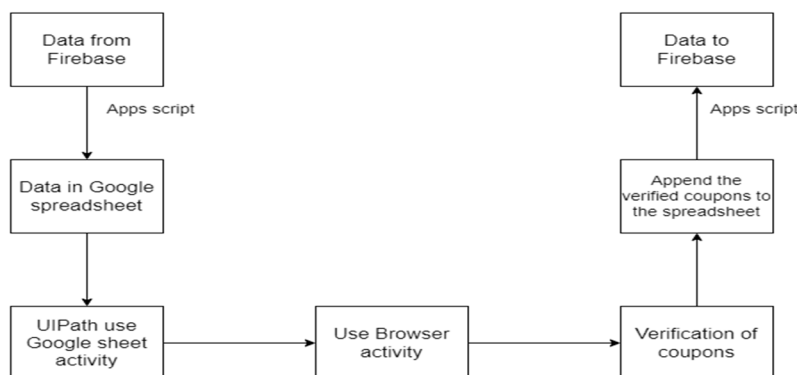 Data from
Firebase
Data to
Firebase
Apps script
Apps script
Data in Google
spreadsheet
Append the
verified coupons to
the spreadsheet
UIPath use
Google sheet
activity
Use Browser
activity
Verification of
coupons